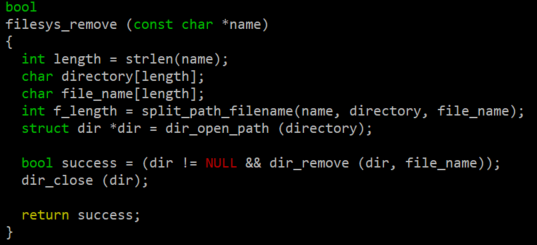 bool
filesys_remove (const char *name)
{
  int length = strlen(name);
  char directory[length];
  char file_name[length];
  int f_length = split_path_filename(name, directory, file_name);
  struct dir *dir = dir_open_path (directory);

  bool success = (dir != NULL && dir_remove (dir, file_name));
  dir_close (dir);

  return success;
}